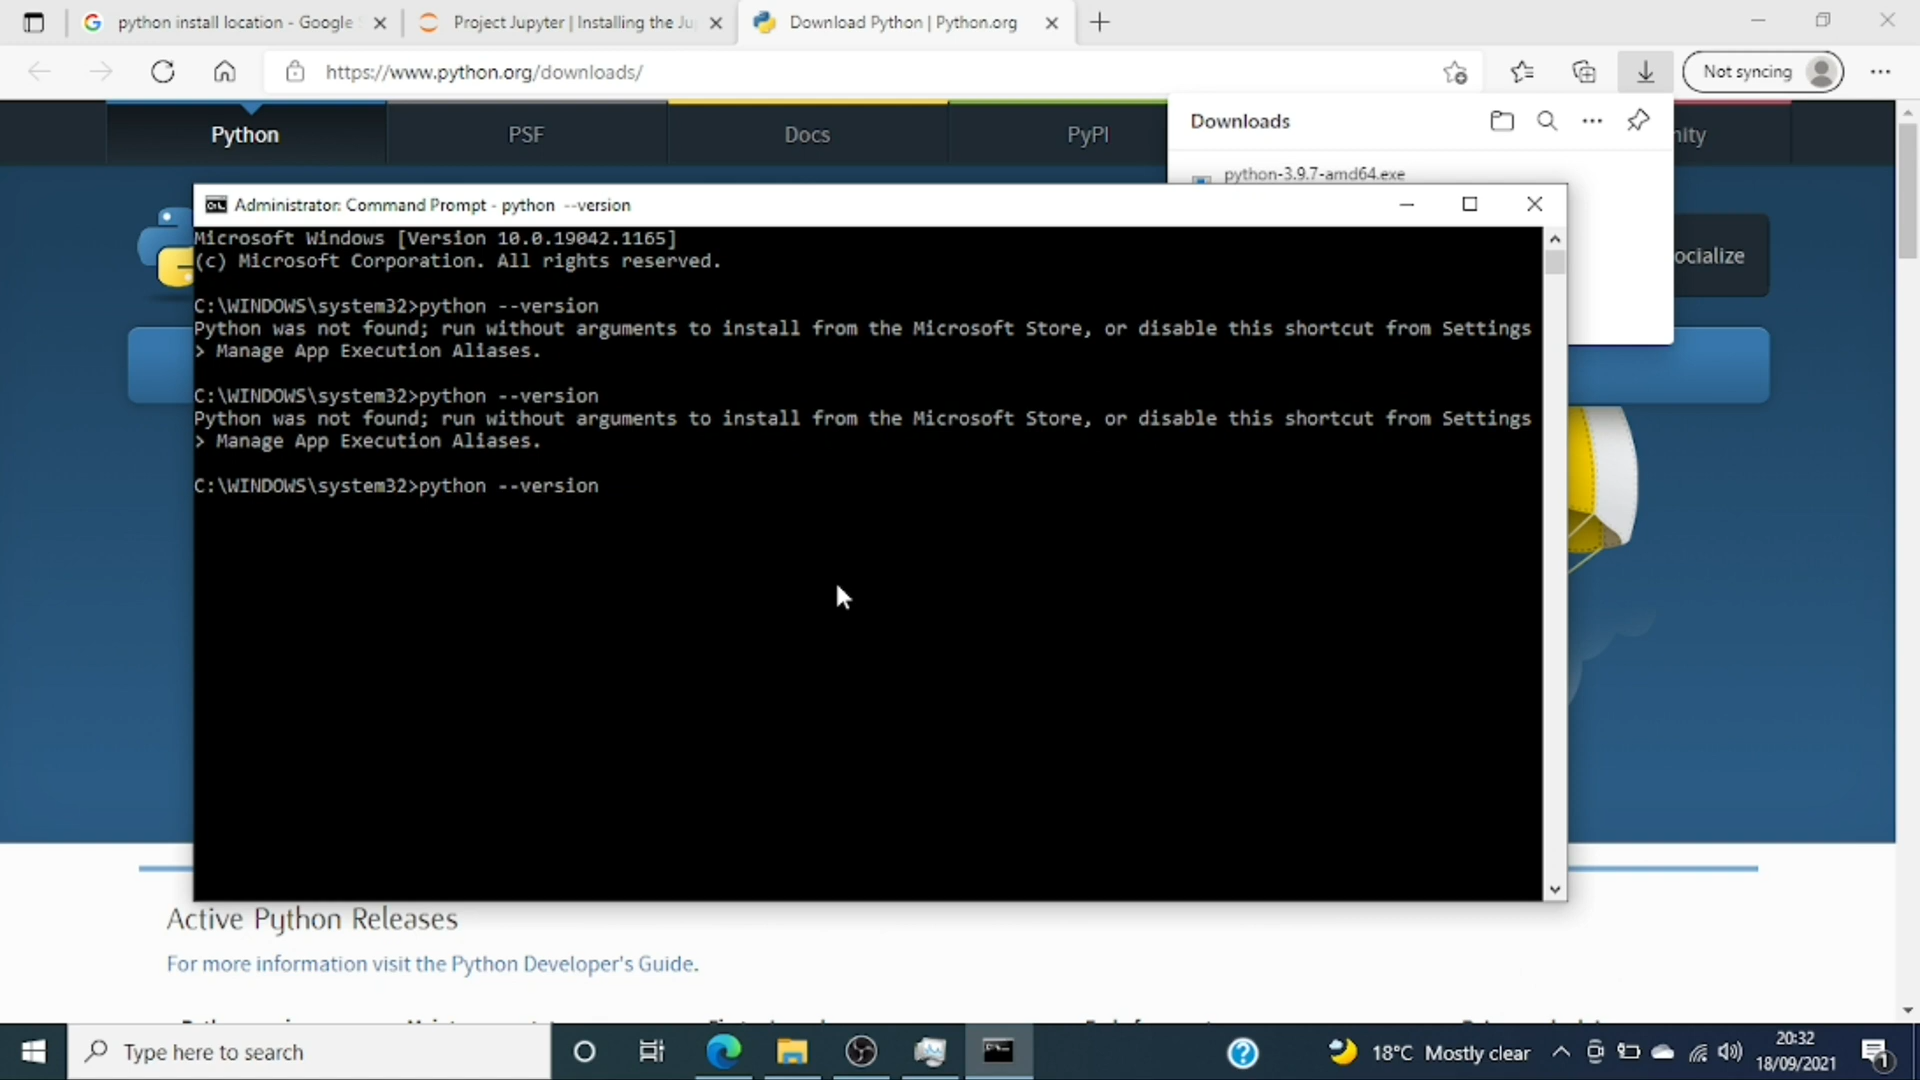 python install location - Google
Project Jupyter | Installing the Ju
Download Python | Python.org
https://www.python.org/downloads/
Not syncing
Python
PSF
Docs
PyPI
Downloads
nity
python-3.9.7-amd64.exe
Administrator: Command Prompt - python --version
Microsoft Windows [Version 10.0.19042.1165]
(c) Microsoft Corporation. All rights reserved.
ocialize
C:\WINDOWS\system32>python --version
Python was not found; run without arguments to install from the Microsoft Store, or disable this shortcut from Settings
> Manage App Execution Aliases.
C:\WINDOWS\system32>python --version
Python was not found; run without arguments to install from the Microsoft Store, or disable this shortcut from Settings
> Manage App Execution Aliases.
C:\WINDOWS\system32>python --version
Active Python Releases
For more information visit the Python Developer's Guide.
Type here to search
18°C Mostly clear
20:32
18/09/2021
1